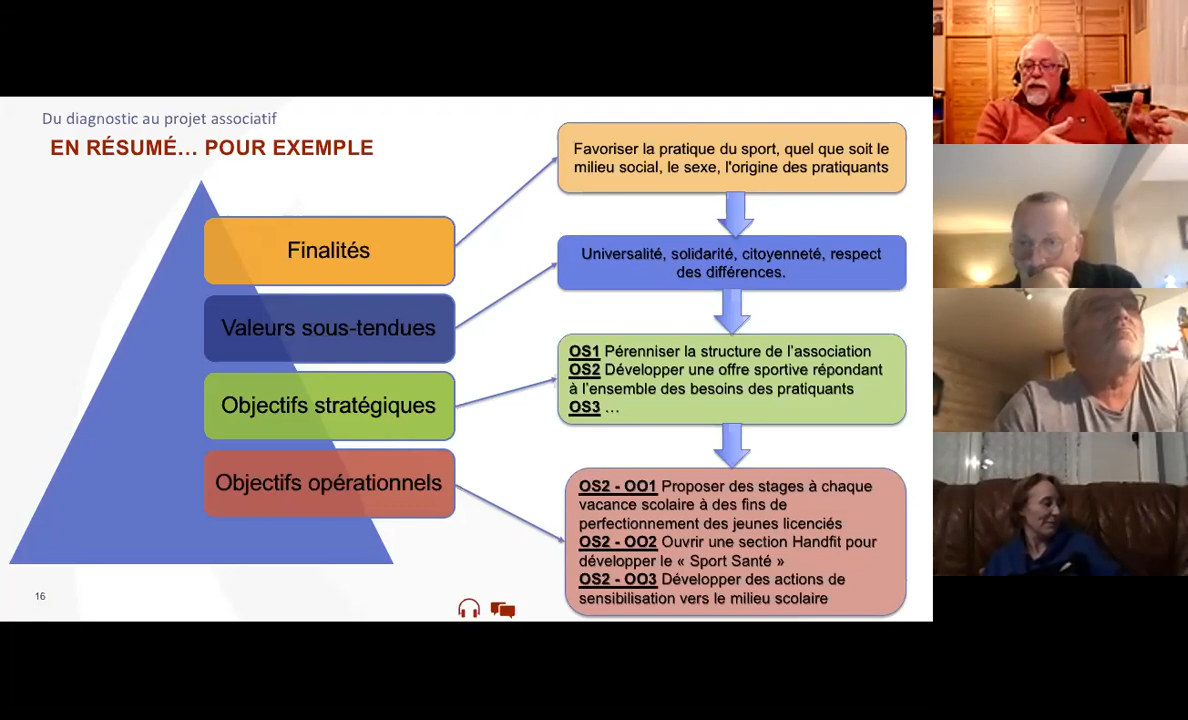 Du diagnostic au projet associatif
EN RÉSUMÉ… POUR EXEMPLE
Finalités
Valeurs sous-tendues
Objectifs stratégiques
Objectifs opérationnels
Favoriser la pratique du sport, quel que soit le
milieu social, le sexe, l'origine des pratiquants
Universalité, solidarité, citoyenneté, respect
des différences.
OS1 Pérenniser la structure de l'association
OS2 Développer une offre sportive répondant
à l'ensemble des besoins des pratiquants
OS3 …
OS2 - OO1 Proposer des stages à chaque
vacance scolaire à des fins de
perfectionnement des jeunes licenciés
OS2 - OO2 Ouvrir une section Handfit pour
développer le « Sport Santé »
OS2 - OO3 Développer des actions de
sensibilisation vers le milieu scolaire
16